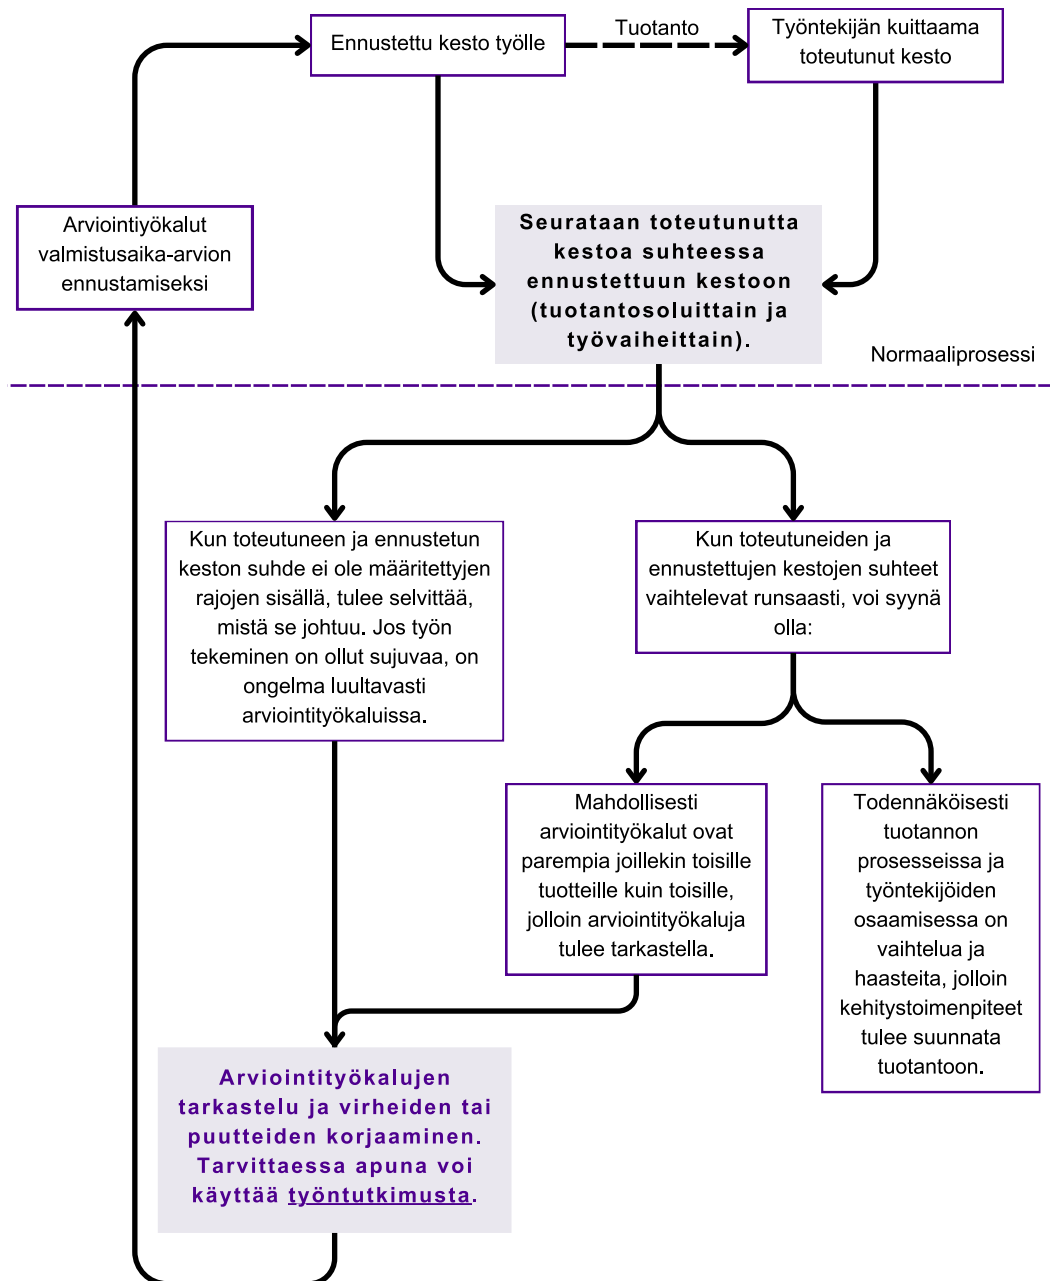 Ennustettu kesto työlle
Tuotanto
Työntekijän kuittaama
toteutunut kesto
Arviointiyökalut
valmistusaika-arvion
ennustamiseksi
Seurataan toteutunutta
kestoa suhteessa
ennustettuun kestoon
(tuotantosoluittain ja
työvaiheittain).
Normaaliprosessi
Kun toteutuneen ja ennustetun
keston suhde ei ole määritettyjen
rajojen sisällä, tulee selvittää,
mistä se johtuu. Jos työn
tekeminen on ollut sujuvaa, on
ongelma luultavasti
arviointityökaluissa.
Kun toteutuneiden ja
ennustettujen kestojen suhteet
vaihtelevat runsaasti, voi syynä
olla:
Mahdollisesti
arviointityökalut ovat
parempia joillekin toisille
tuotteille kuin toisille,
jolloin arviointityökaluja
tulee tarkastella.
Todennäköisesti
tuotannon
prosesseissa ja
työntekijöiden
osaamisessa on
vaihtelua ja
haasteita, jolloin
kehitystoimenpiteet
tulee suunnata
tuotantoon.
Arviointityökalujen
tarkastelu ja virheiden tai
puutteiden korjaaminen.
Tarvittaessa apuna voi
käyttää työntutkimusta.